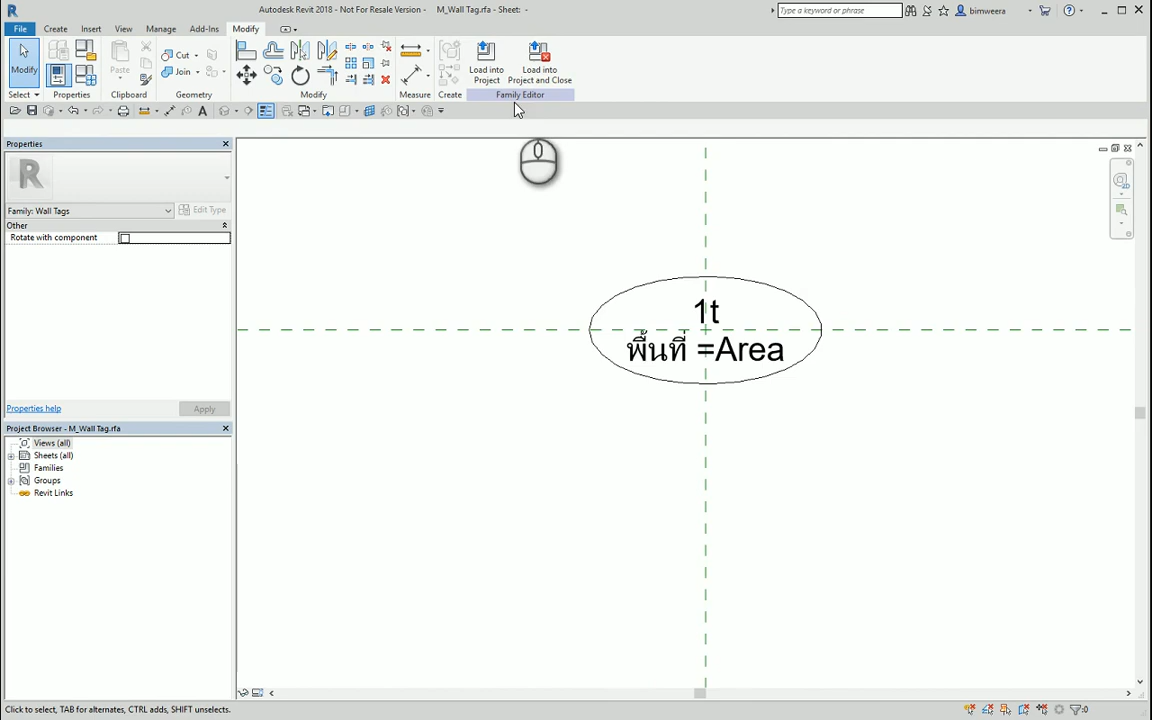 Autodesk Revit 2018 - Not For Resale Version - M_Wall Tag.rfa - Sheet: -
Type a keyword or phrase
bimweera
File Create Insert View Manage Add-Ins Modify
Modify Paste Cut Join Load into Project Load into Project and Close
Select Properties Clipboard Geometry Modify Measure Create Family Editor
Properties
Family: Wall Tags Edit Type
Other
Rotate with component
1t
พื้นที่ =Area
Properties help Apply
Project Browser - M_Wall Tag.rfa
Views (all)
Sheets (all)
Families
Groups
Revit Links
Click to select, TAB for alternates, CTRL adds, SHIFT unselects.
:0